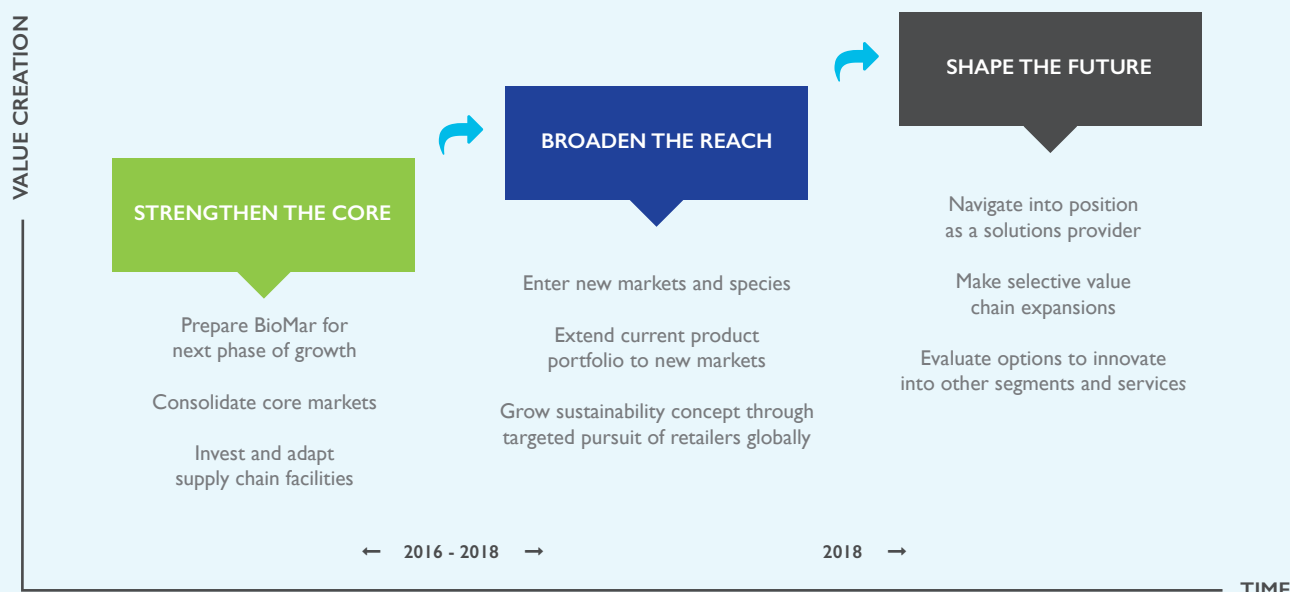 VALUE CREATION
STRENGTHEN THE CORE
Prepare BioMar for
next phase of growth
Consolidate core markets
Invest and adapt
supply chain facilities
BROADEN THE REACH
Enter new markets and species
Extend current product
portfolio to new markets
Grow sustainability concept through
targeted pursuit of retailers globally
SHAPE THE FUTURE
Navigate into position
as a solutions provider
Make selective value
chain expansions
Evaluate options to innovate
into other segments and services
← 2016 - 2018 →
2018 →
TIME